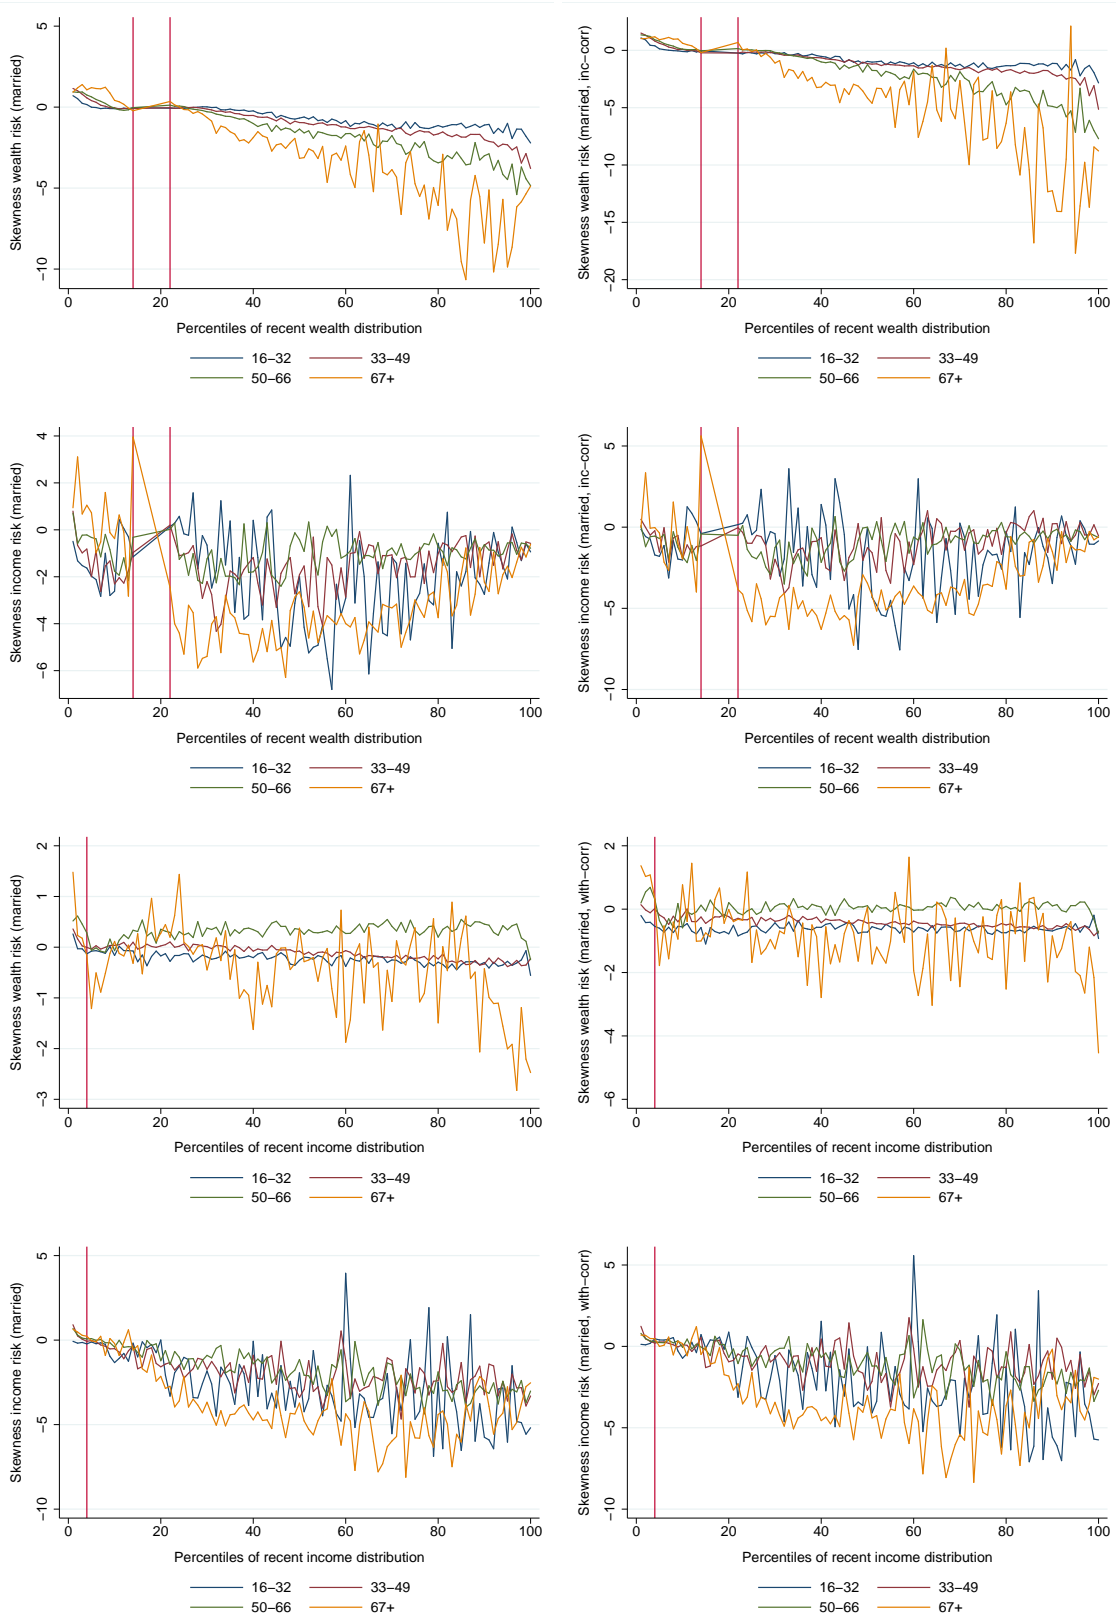 Skewness wealth risk (married)
5
0
−5
−10
0 20 40 60 80 100
Percentiles of recent wealth distribution
16−32 33−49
50−66 67+
Skewness wealth risk (married, inc−corr)
0
−5
−10
−15
−20
0 20 40 60 80 100
Percentiles of recent wealth distribution
16−32 33−49
50−66 67+
Skewness income risk (married)
4
2
0
−2
−4
−6
0 20 40 60 80 100
Percentiles of recent wealth distribution
16−32 33−49
50−66 67+
Skewness income risk (married, inc−corr)
5
0
−5
−10
0 20 40 60 80 100
Percentiles of recent wealth distribution
16−32 33−49
50−66 67+
Skewness wealth risk (married)
2
1
0
−1
−2
−3
0 20 40 60 80 100
Percentiles of recent income distribution
16−32 33−49
50−66 67+
Skewness wealth risk (married, wlth−corr)
2
0
−2
−4
−6
0 20 40 60 80 100
Percentiles of recent income distribution
16−32 33−49
50−66 67+
Skewness income risk (married)
5
0
−5
−10
0 20 40 60 80 100
Percentiles of recent income distribution
16−32 33−49
50−66 67+
Skewness income risk (married, wlth−corr)
5
0
−5
−10
0 20 40 60 80 100
Percentiles of recent income distribution
16−32 33−49
50−66 67+